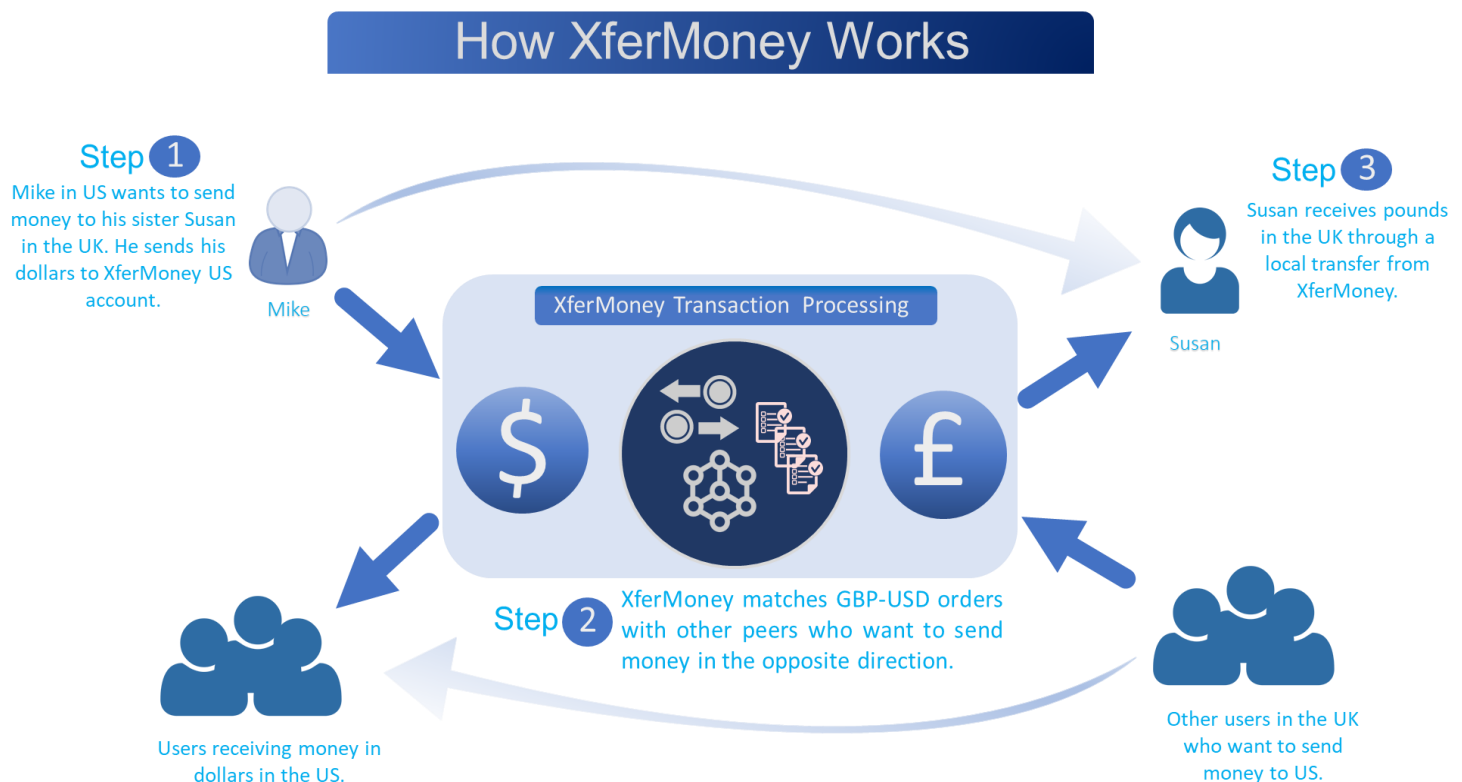 How XferMoney Works
Step 1
Mike in US wants to send
money to his sister Susan
in the UK. He sends his
dollars to XferMoney US
account.
Mike
Step 3
Susan receives pounds
in the UK through a
local transfer from
XferMoney.
Susan
XferMoney Transaction Processing
$
£
Step 2
XferMoney matches GBP-USD orders
with other peers who want to send
money in the opposite direction.
Users receiving money in
dollars in the US.
Other users in the UK
who want to send
money to US.